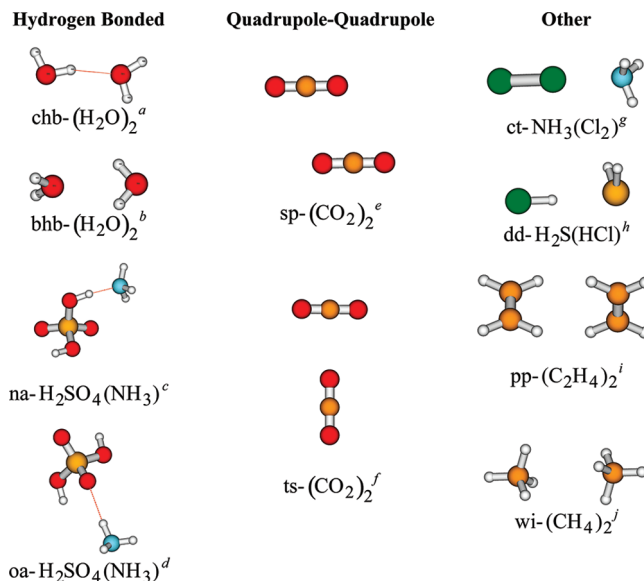 Hydrogen Bonded
Quadrupole-Quadrupole
Other
chb-(H₂O)₂ᵃ
bhb-(H₂O)₂ᵇ
na-H₂SO₄(NH₃)ᶜ
oa-H₂SO₄(NH₃)ᵈ
sp-(CO₂)₂ᵉ
ts-(CO₂)₂ᶠ
ct-NH₃(Cl₂)ᵍ
dd-H₂S(HCl)ʰ
pp-(C₂H₄)₂ⁱ
wi-(CH₄)₂ʲ